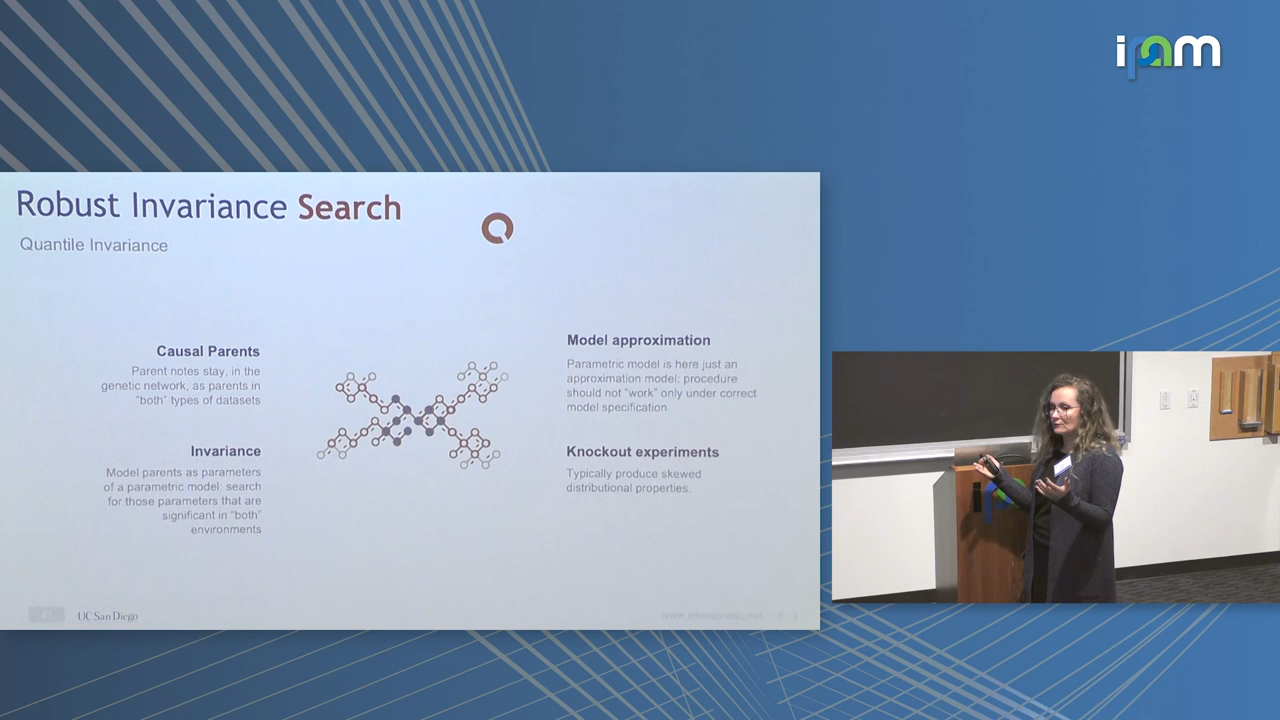 ipam
Robust Invariance Search
Quantile Invariance
Causal Parents
Parent notes stay, in the
genetic network, as parents in
"both" types of datasets
Invariance
Model parents as parameters
of a parametric model: search
for those parameters that are
significant in "both"
environments
Model approximation
Parametric model is here just an
approximation model; procedure
should not "work" only under correct
model specification
Knockout experiments
Typically produce skewed
distributional properties.
UC San Diego